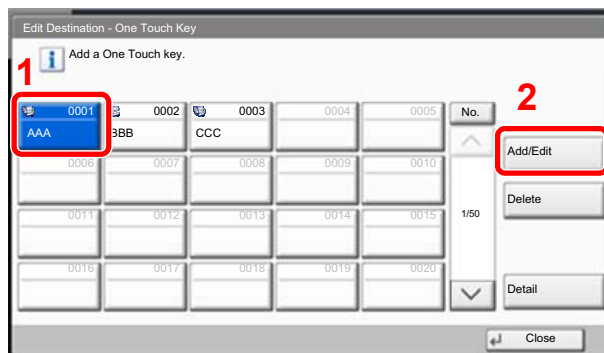 Edit Destination - One Touch Key
Add a One Touch key.
1
2
0001 0002 0003 0004 0005 No.
AAA BBB CCC
Add/Edit
0006 0007 0008 0009 0010
Delete
0011 0012 0013 0014 0015 1/50
0016 0017 0018 0019 0020
Detail
Close